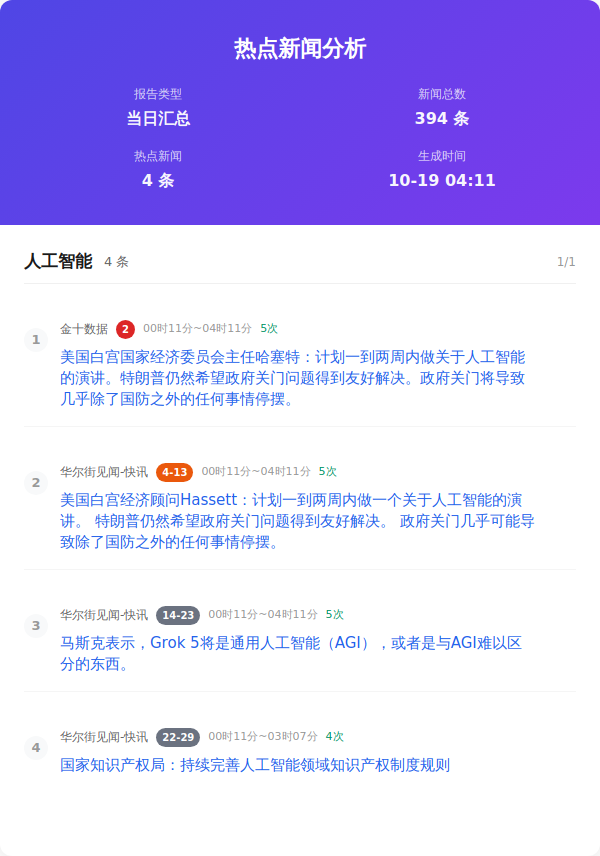 热点新闻分析
报告类型
新闻总数
当日汇总
394 条
热点新闻
生成时间
4 条
10-19 04:11
人工智能 4 条 1/1
1 金十数据 2 00时11分~04时11分 5次
美国白宫国家经济委员会主任哈塞特：计划一到两周内做关于人工智能
的演讲。特朗普仍然希望政府关门问题得到友好解决。政府关门将导致
几乎除了国防之外的任何事情停摆。
2 华尔街见闻-快讯 4-13 00时11分~04时11分 5次
美国白宫经济顾问Hassett：计划一到两周内做一个关于人工智能的演
讲。 特朗普仍然希望政府关门问题得到友好解决。 政府关门几乎可能导
致除了国防之外的任何事情停摆。
3 华尔街见闻-快讯 14-23 00时11分~04时11分 5次
马斯克表示，Grok 5将是通用人工智能（AGI），或者是与AGI难以区
分的东西。
4 华尔街见闻-快讯 22-29 00时11分~03时07分 4次
国家知识产权局：持续完善人工智能领域知识产权制度规则